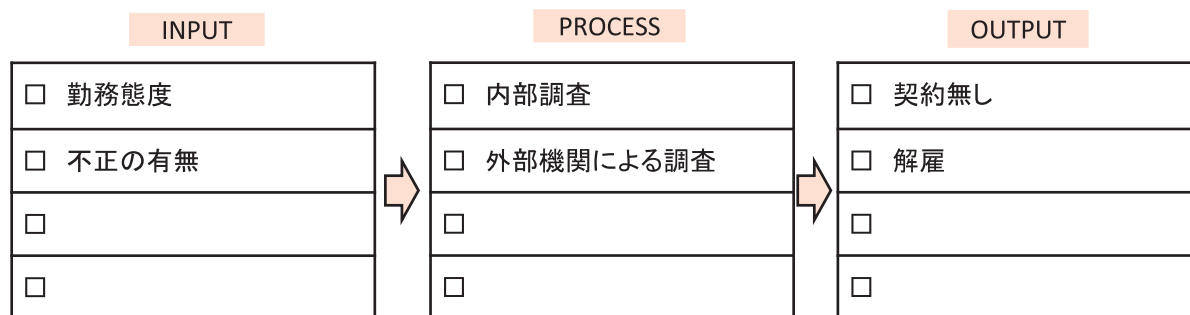 INPUT
PROCESS
OUTPUT
□ 勤務態度
□ 内部調査
□ 契約無し
□ 不正の有無
□ 外部機関による調査
□ 解雇
□
□
□
□
□
□